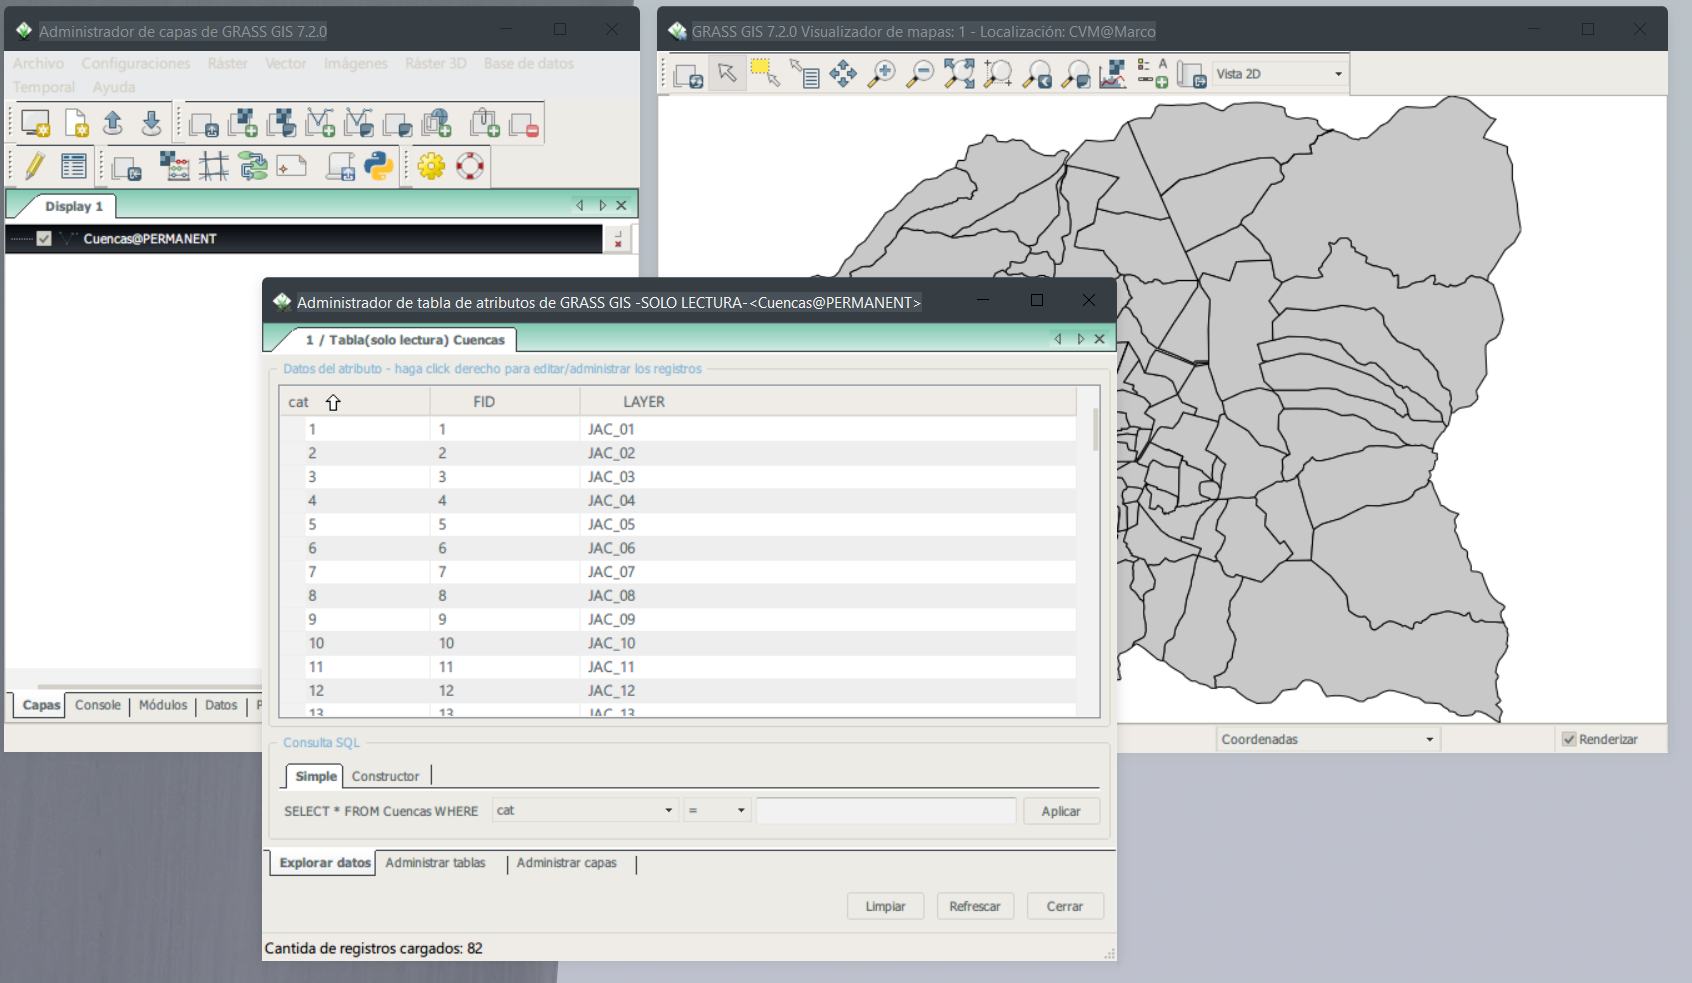 Administrador de capas de GRASS GIS 7.2.0
Archivo Configuraciones Ráster Vector Imágenes Ráster 3D Base de datos
Temporal Ayuda
Display 1
Cuencas@PERMANENT
Capas Console Módulos Datos P
GRASS GIS 7.2.0 Visualizador de mapas: 1 - Localización: CVM@Marco
Vista 2D
Coordenadas
Renderizar
Administrador de tabla de atributos de GRASS GIS -SOLO LECTURA-<Cuencas@PERMANENT>
1 / Tabla(solo lectura) Cuencas
Datos del atributo - haga click derecho para editar/administrar los registros
cat FID LAYER
1 1 JAC_01
2 2 JAC_02
3 3 JAC_03
4 4 JAC_04
5 5 JAC_05
6 6 JAC_06
7 7 JAC_07
8 8 JAC_08
9 9 JAC_09
10 10 JAC_10
11 11 JAC_11
12 12 JAC_12
13 13 JAC_13
Consulta SQL
Simple Constructor
SELECT * FROM Cuencas WHERE cat = Aplicar
Explorar datos Administrar tablas Administrar capas
Limpiar Refrescar Cerrar
Cantida de registros cargados: 82